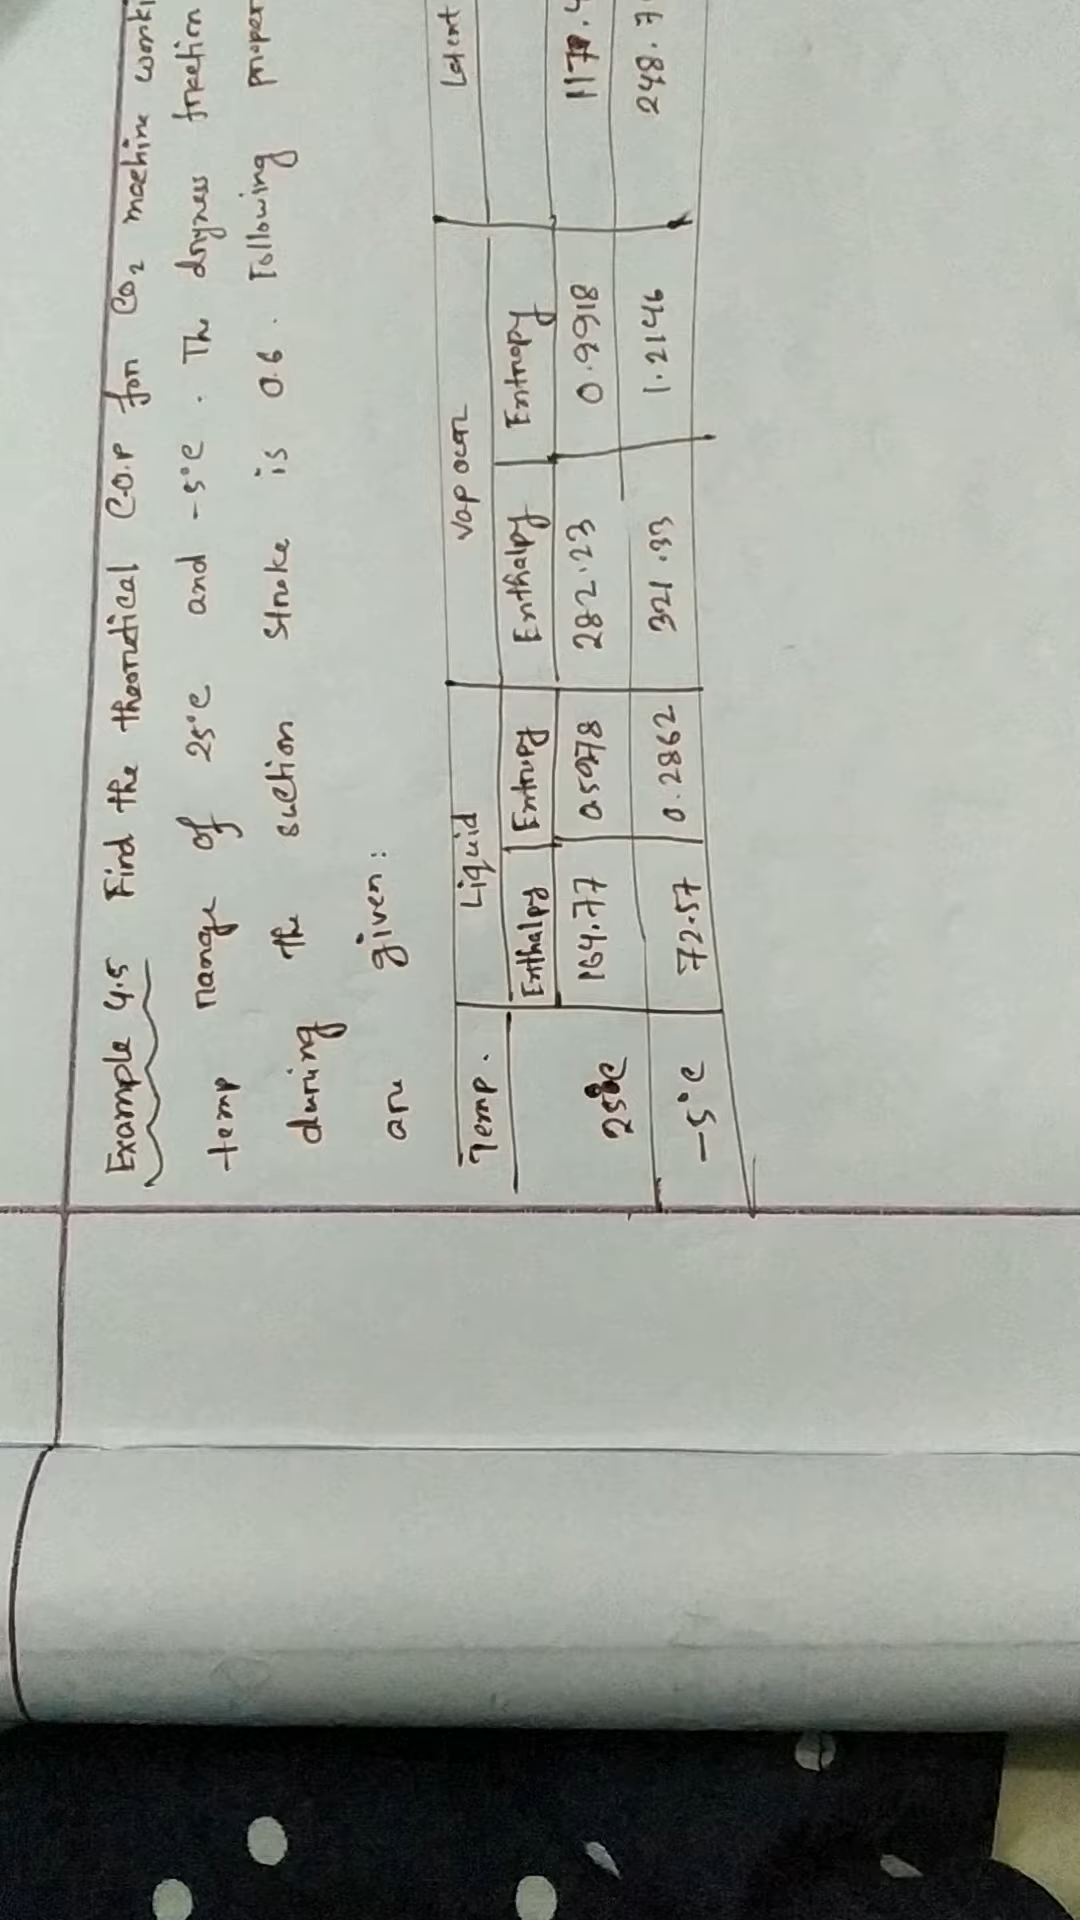 Example 4.5 Find the theoretical C.O.P for CO2 machine
temp range of 25°C and -5°C. The dryness fraction
during the suction stroke is 0.6. Following
are given:
Temp. Liquid vapour Latent
Enthalpy Entropy Enthalpy Entropy
25°C 164.77 0.5978 282.23 0.9918 117.4
-5°C 72.57 0.2862 321.33 1.2146 248.7